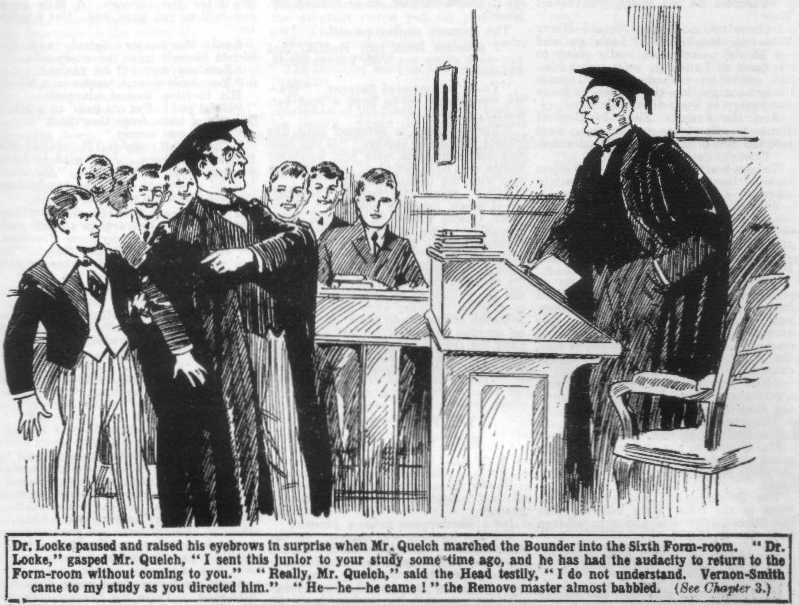 Dr. Locke paused and raised his eyebrows in surprise when Mr. Quelch marched the Bounder into the Sixth Form-room. "Dr.
Locke," gasped Mr. Quelch, "I sent this junior to your study some time ago, and he has had the audacity to return to the
Form-room without coming to you." "Really, Mr. Quelch," said the Head testily, "I do not understand. Vernon-Smith
came to my study as you directed him." "He—he—he came!" the Remove master almost babbled. (See Chapter 3.)